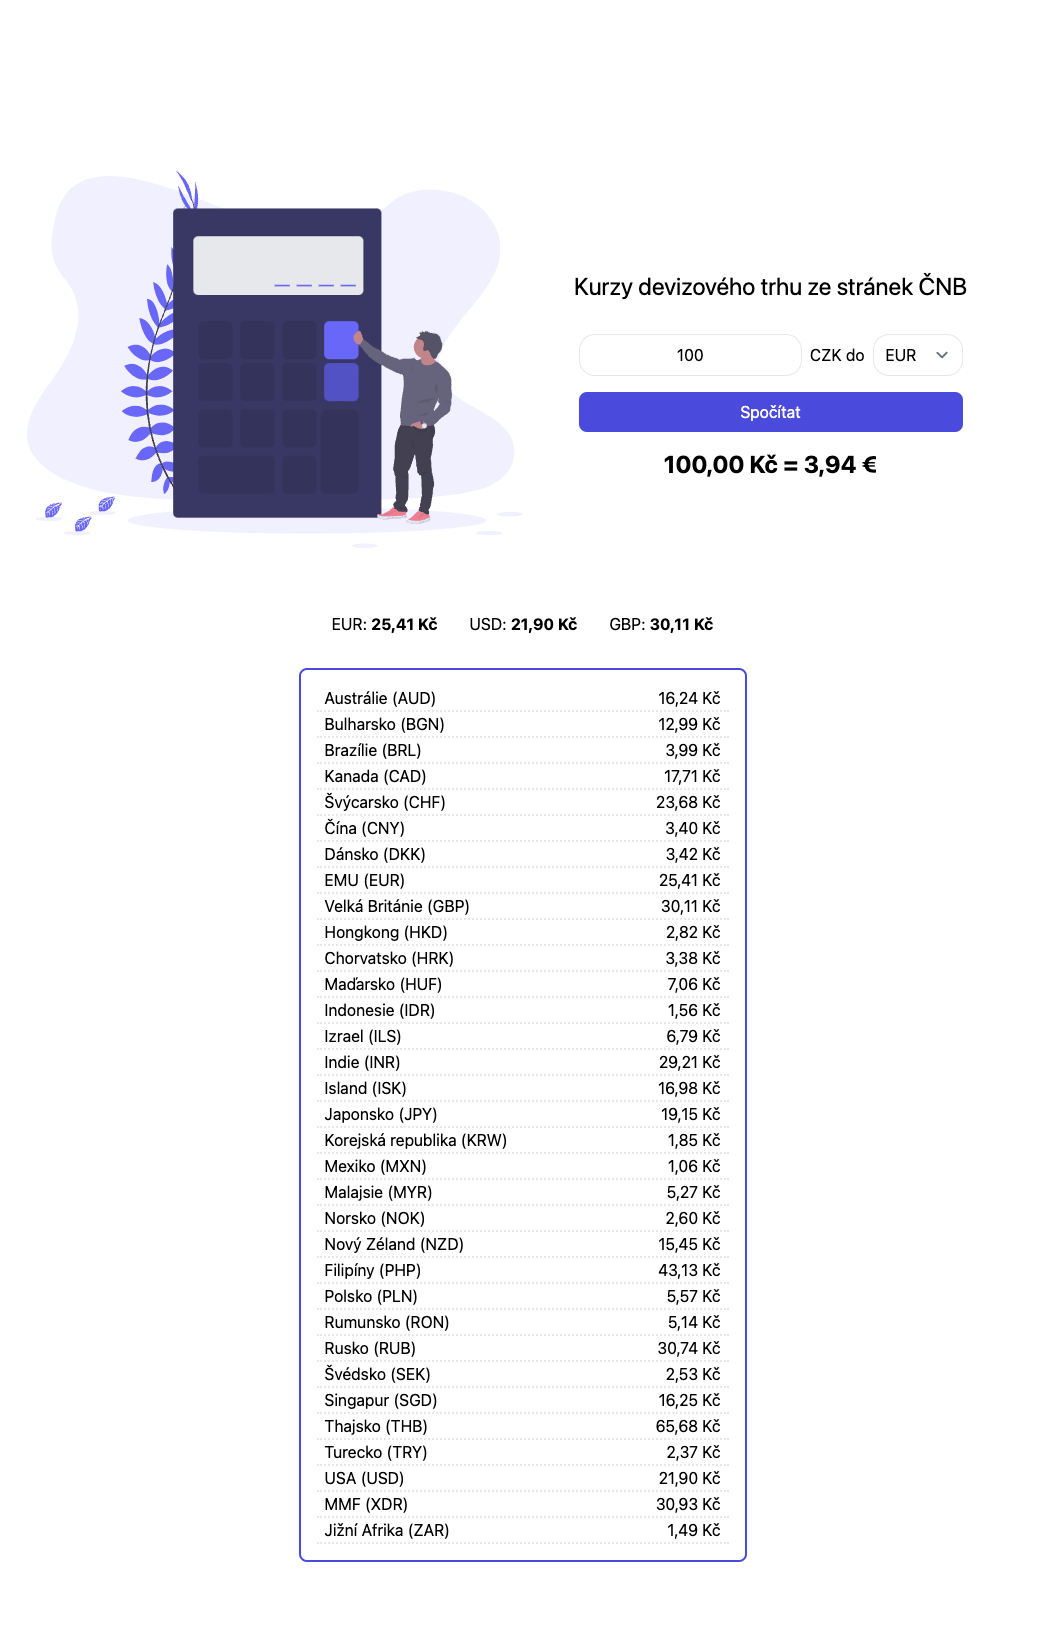 Kurzy devizového trhu ze stránek ČNB
100 CZK do EUR
Spočítat
100,00 Kč = 3,94 €
EUR: 25,41 Kč USD: 21,90 Kč GBP: 30,11 Kč
Austrálie (AUD) 16,24 Kč
Bulharsko (BGN) 12,99 Kč
Brazílie (BRL) 3,99 Kč
Kanada (CAD) 17,71 Kč
Švýcarsko (CHF) 23,68 Kč
Čína (CNY) 3,40 Kč
Dánsko (DKK) 3,42 Kč
EMU (EUR) 25,41 Kč
Velká Británie (GBP) 30,11 Kč
Hongkong (HKD) 2,82 Kč
Chorvatsko (HRK) 3,38 Kč
Maďarsko (HUF) 7,06 Kč
Indonesie (IDR) 1,56 Kč
Izrael (ILS) 6,79 Kč
Indie (INR) 29,21 Kč
Island (ISK) 16,98 Kč
Japonsko (JPY) 19,15 Kč
Korejská republika (KRW) 1,85 Kč
Mexiko (MXN) 1,06 Kč
Malajsie (MYR) 5,27 Kč
Norsko (NOK) 2,60 Kč
Nový Zéland (NZD) 15,45 Kč
Filipíny (PHP) 43,13 Kč
Polsko (PLN) 5,57 Kč
Rumunsko (RON) 5,14 Kč
Rusko (RUB) 30,74 Kč
Švédsko (SEK) 2,53 Kč
Singapur (SGD) 16,25 Kč
Thajsko (THB) 65,68 Kč
Turecko (TRY) 2,37 Kč
USA (USD) 21,90 Kč
MMF (XDR) 30,93 Kč
Jižní Afrika (ZAR) 1,49 Kč